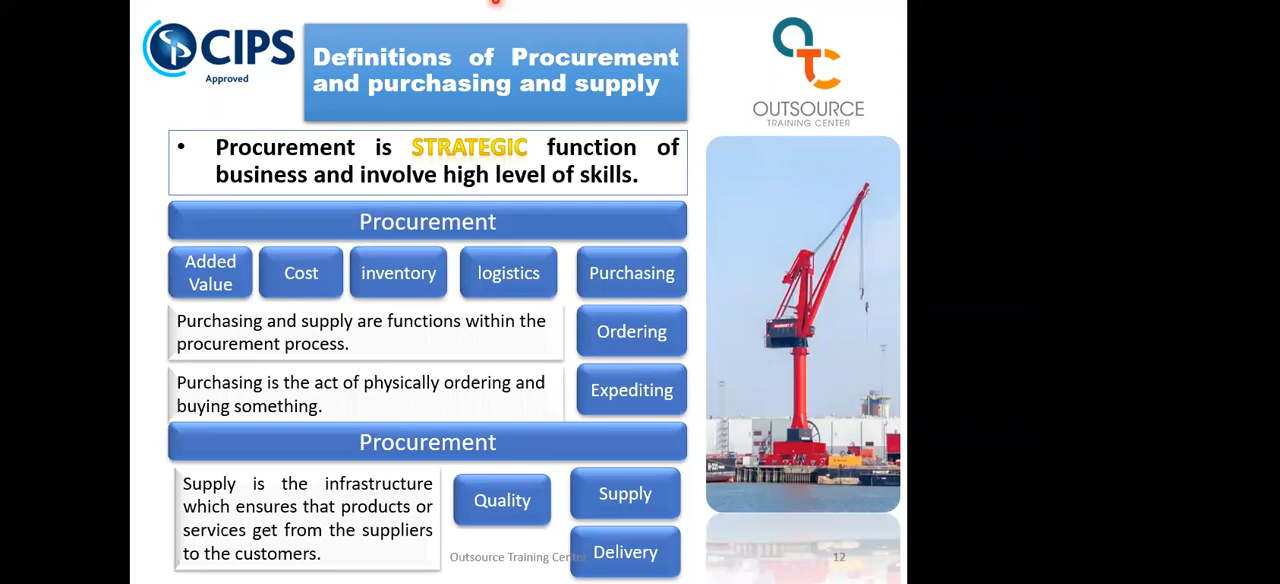 CIPS
Approved
Definitions of Procurement
and purchasing and supply
OUTSOURCE
TRAINING CENTER
• Procurement is STRATEGIC function of
business and involve high level of skills.
Procurement
Added
Value
Cost
inventory
logistics
Purchasing
Purchasing and supply are functions within the
procurement process.
Ordering
Purchasing is the act of physically ordering and
buying something.
Expediting
Procurement
Supply is the infrastructure
which ensures that products or
services get from the suppliers
to the customers.
Quality
Supply
Delivery
Outsource Training Center
12